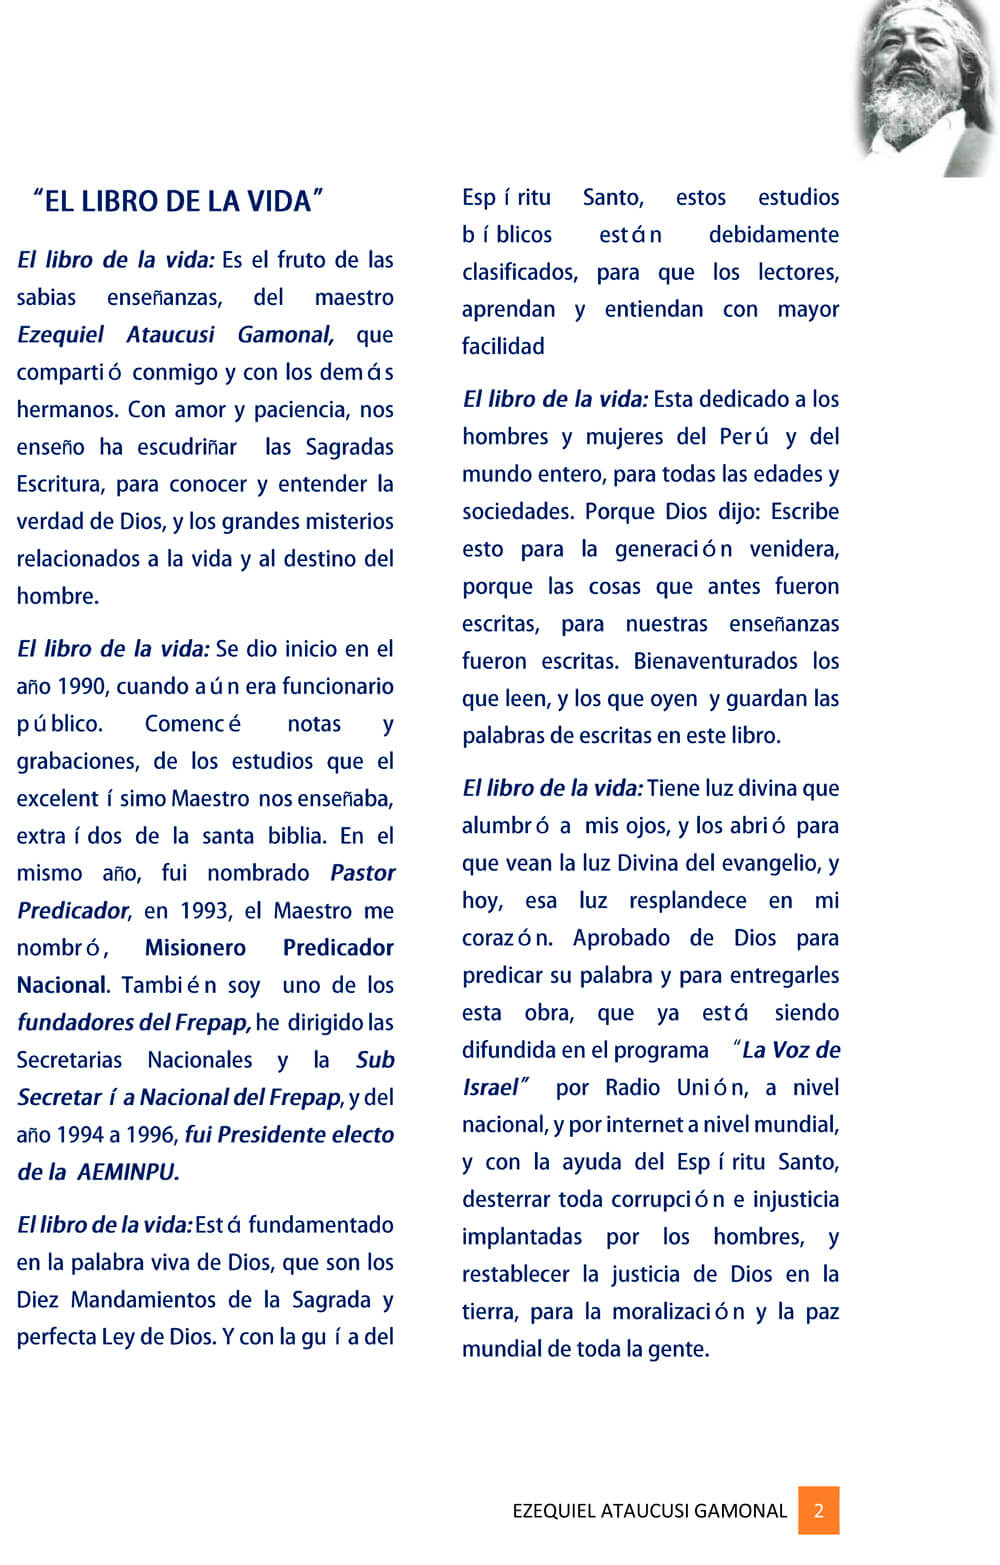 “EL LIBRO DE LA VIDA”
El libro de la vida: Es el fruto de las
sabias enseñanzas, del maestro
Ezequiel Ataucusi Gamonal, que
compartió conmigo y con los demás
hermanos. Con amor y paciencia, nos
enseño ha escudriñar las Sagradas
Escritura, para conocer y entender la
verdad de Dios, y los grandes misterios
relacionados a la vida y al destino del
hombre.
El libro de la vida: Se dio inicio en el
año 1990, cuando aún era funcionario
público. Comencé notas y
grabaciones, de los estudios que el
excelentísimo Maestro nos enseñaba,
extraídos de la santa biblia. En el
mismo año, fui nombrado Pastor
Predicador, en 1993, el Maestro me
nombró, Misionero Predicador
Nacional. También soy uno de los
fundadores del Frepap, he dirigido las
Secretarias Nacionales y la Sub
Secretaría Nacional del Frepap, y del
año 1994 a 1996, fui Presidente electo
de la AEMINPU.
El libro de la vida: Está fundamentado
en la palabra viva de Dios, que son los
Diez Mandamientos de la Sagrada y
perfecta Ley de Dios. Y con la guía del
Espíritu Santo, estos estudios
bíblicos están debidamente
clasificados, para que los lectores,
aprendan y entiendan con mayor
facilidad
El libro de la vida: Esta dedicado a los
hombres y mujeres del Perú y del
mundo entero, para todas las edades y
sociedades. Porque Dios dijo: Escribe
esto para la generación venidera,
porque las cosas que antes fueron
escritas, para nuestras enseñanzas
fueron escritas. Bienaventurados los
que leen, y los que oyen y guardan las
palabras de escritas en este libro.
El libro de la vida: Tiene luz divina que
alumbró a mis ojos, y los abrió para
que vean la luz Divina del evangelio, y
hoy, esa luz resplandece en mi
corazón. Aprobado de Dios para
predicar su palabra y para entregarles
esta obra, que ya está siendo
difundida en el programa “La Voz de
Israel” por Radio Unión, a nivel
nacional, y por internet a nivel mundial,
y con la ayuda del Espíritu Santo,
desterrar toda corrupción e injusticia
implantadas por los hombres, y
restablecer la justicia de Dios en la
tierra, para la moralización y la paz
mundial de toda la gente.
EZEQUIEL ATAUCUSI GAMONAL 2